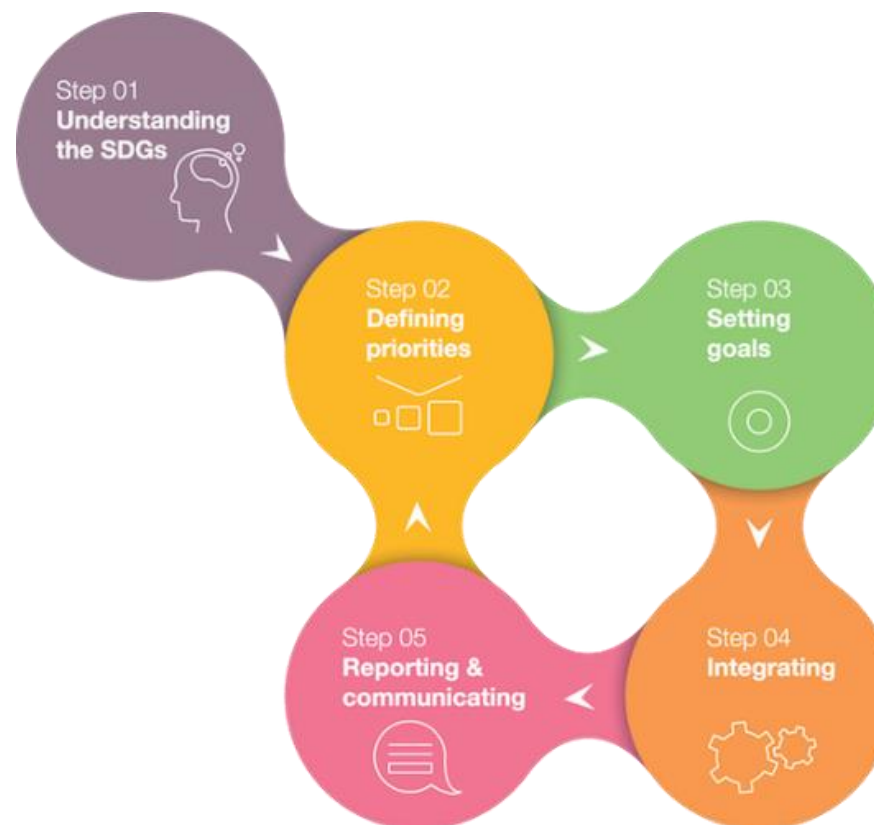 Step 01
Understanding
the SDGs
Step 02
Defining
priorities
Step 03
Setting
goals
Step 04
Integrating
Step 05
Reporting &
communicating